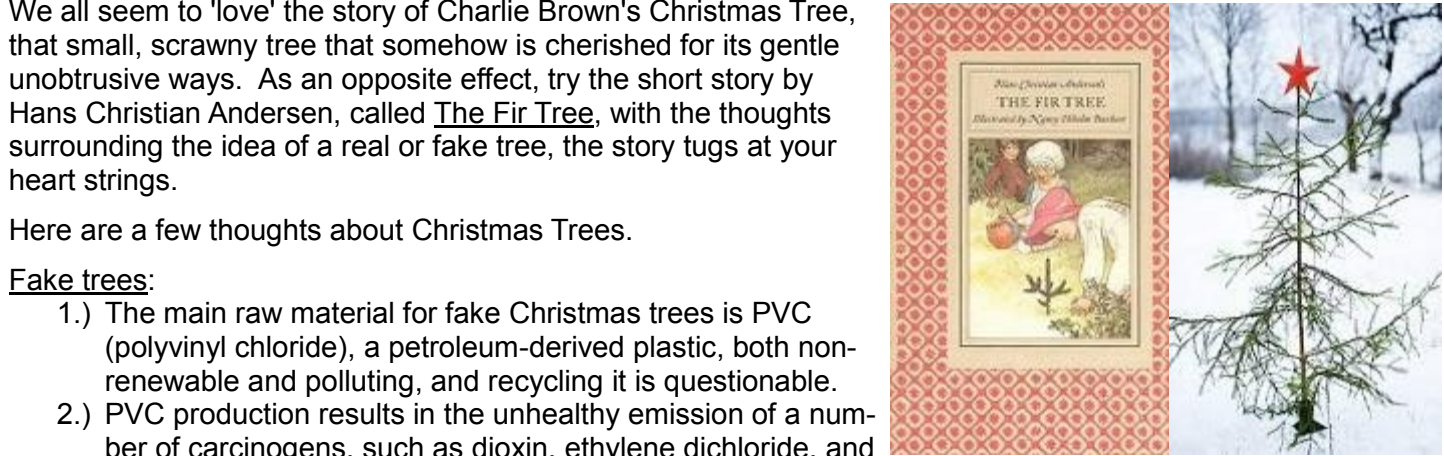 We all seem to 'love' the story of Charlie Brown's Christmas Tree,
that small, scrawny tree that somehow is cherished for its gentle
unobtrusive ways. As an opposite effect, try the short story by
Hans Christian Andersen, called The Fir Tree, with the thoughts
surrounding the idea of a real or fake tree, the story tugs at your
heart strings.
Here are a few thoughts about Christmas Trees.
Fake trees:
1.) The main raw material for fake Christmas trees is PVC
(polyvinyl chloride), a petroleum-derived plastic, both non-
renewable and polluting, and recycling it is questionable.
2.) PVC production results in the unhealthy emission of a num-
ber of carcinogens, such as dioxin, ethylene dichloride, and
Hans Christian Andersen's
THE FIR TREE
Illustrated by Nancy Ekholm Burkert